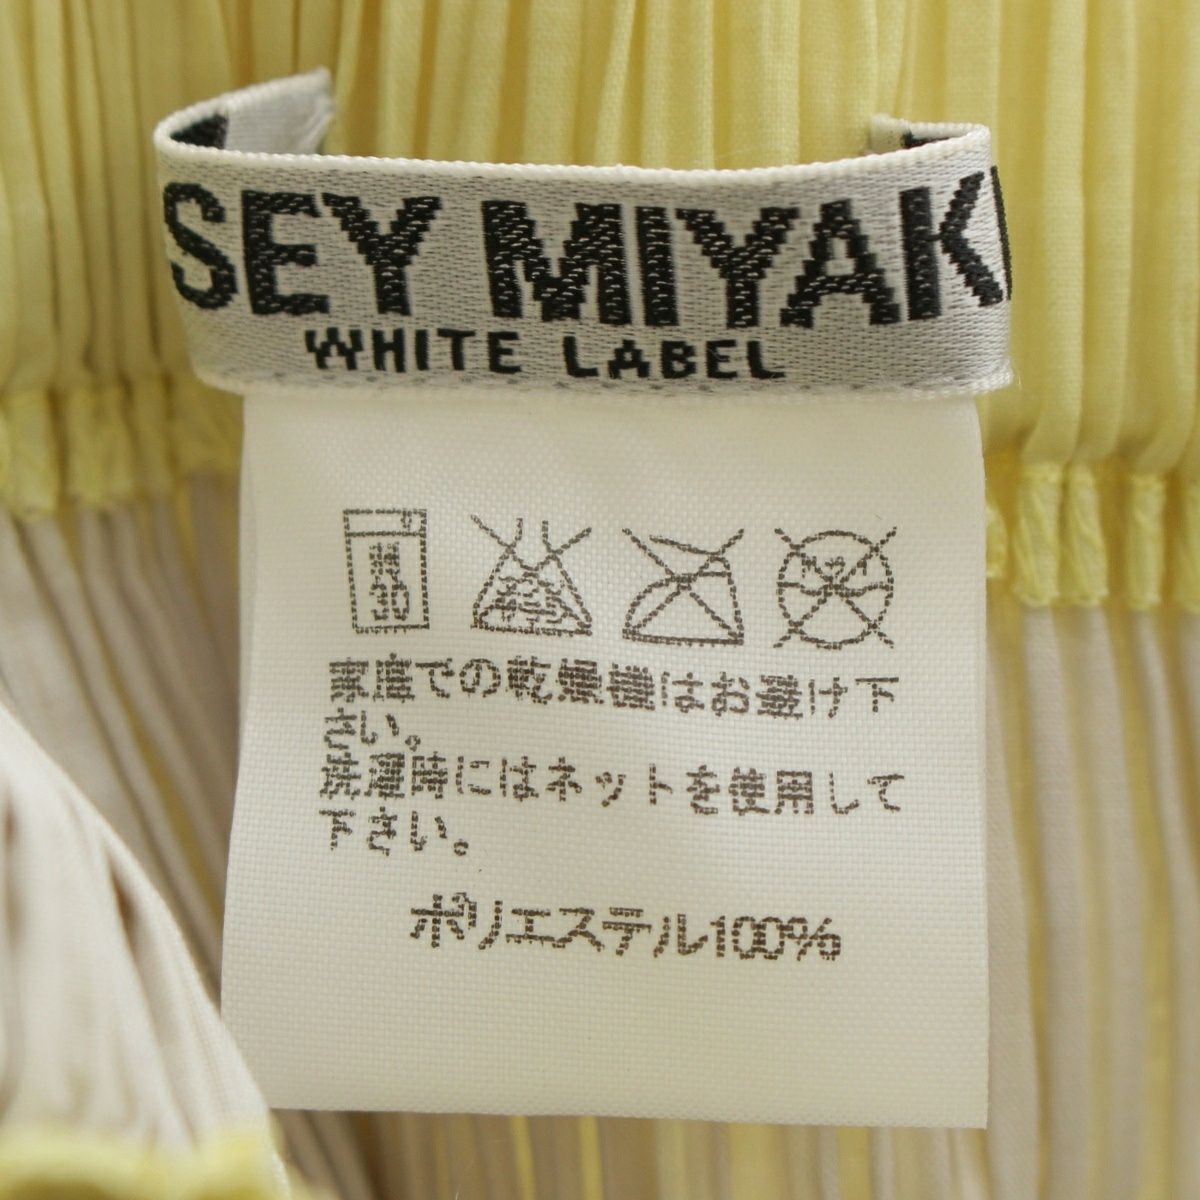 SEY MIYAK
WHITE LABEL
家庭での乾燥機はお避け下
さい。
洗濯時にはネットを使用して
下さい。
ポリエステル100%